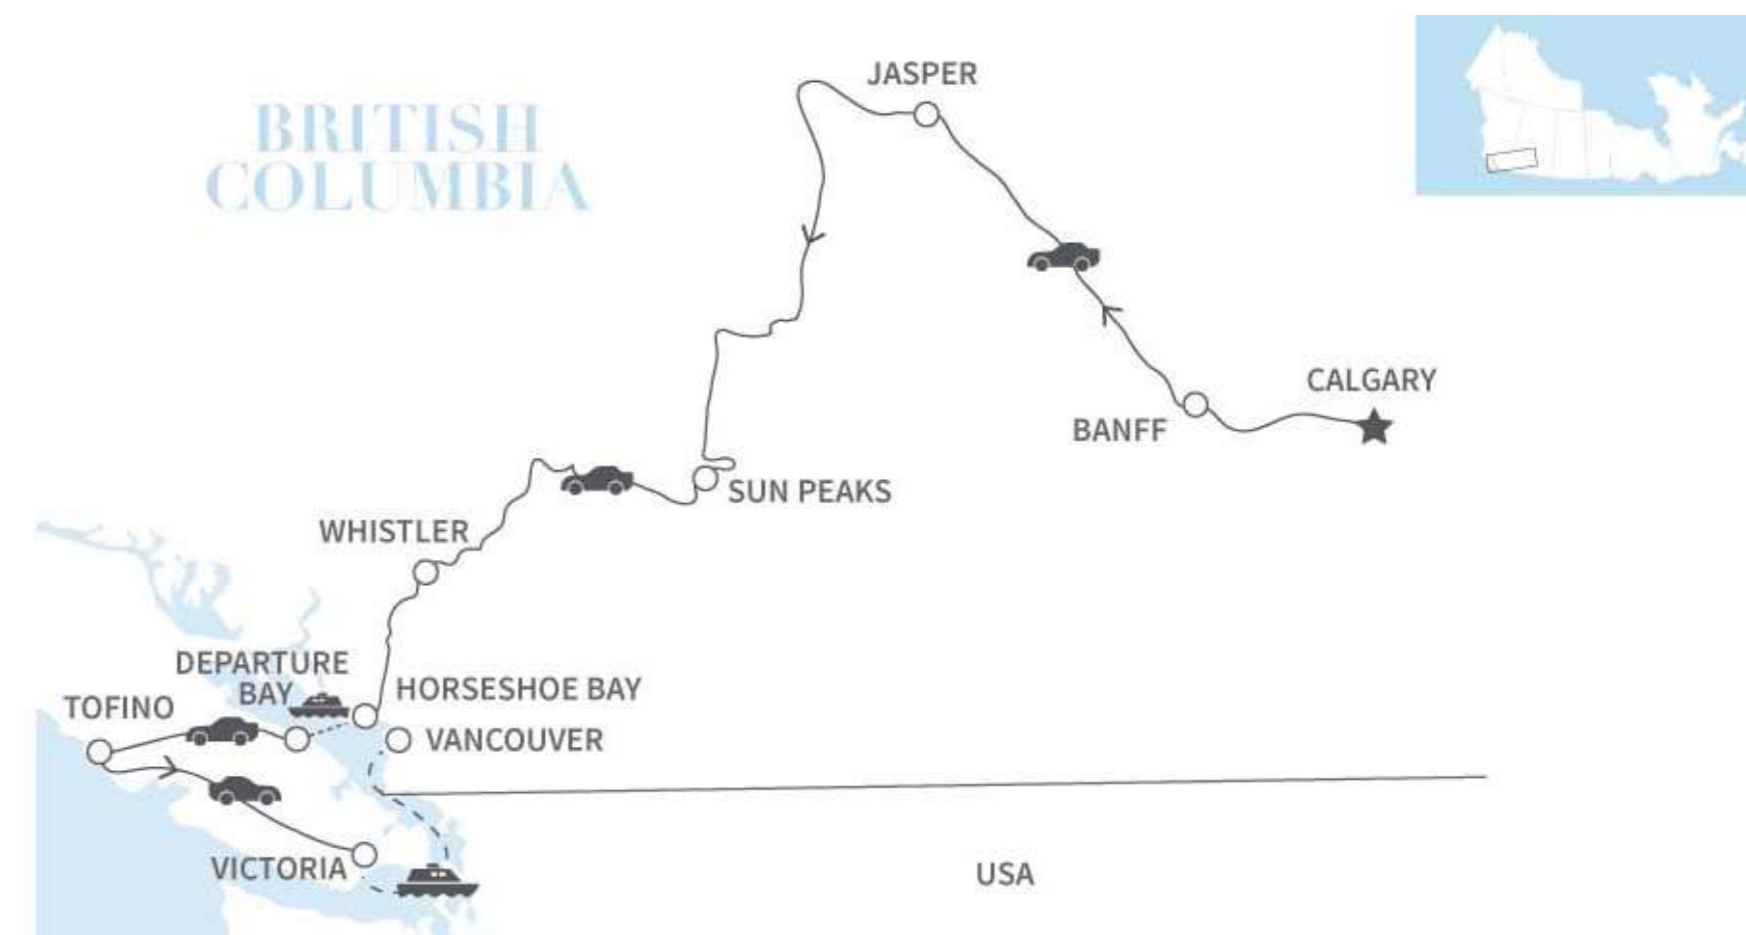 JASPER
BRITISH
COLUMBIA
CALGARY
BANFF
SUN PEAKS
WHISTLER
DEPARTURE
BAY
HORSESHOE BAY
TOFINO
VANCOUVER
VICTORIA
USA